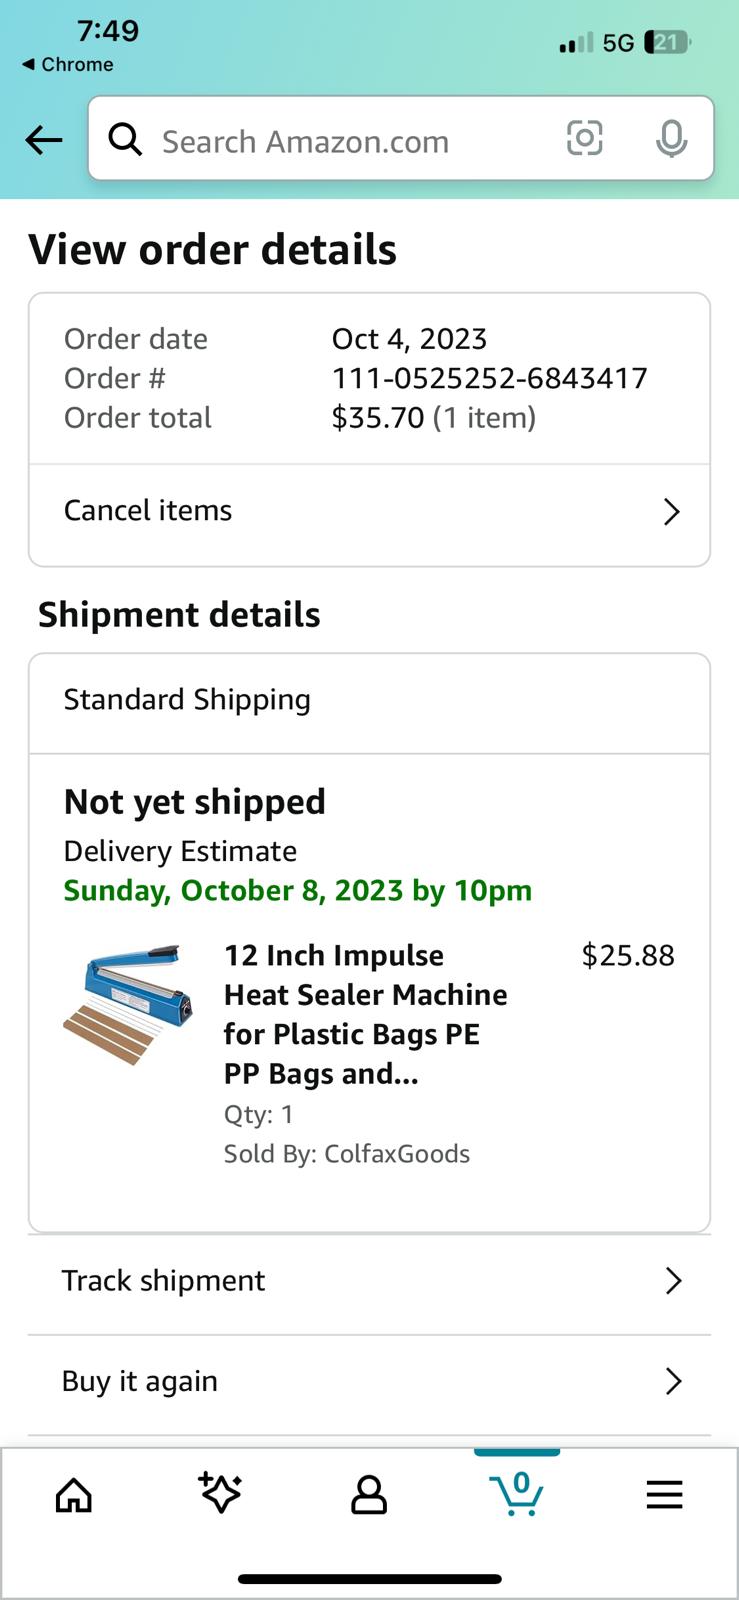 7:49
5G 21
◀ Chrome
Search Amazon.com
View order details
Order date Oct 4, 2023
Order # 111-0525252-6843417
Order total $35.70 (1 item)
Cancel items
Shipment details
Standard Shipping
Not yet shipped
Delivery Estimate
Sunday, October 8, 2023 by 10pm
12 Inch Impulse $25.88
Heat Sealer Machine
for Plastic Bags PE
PP Bags and...
Qty: 1
Sold By: ColfaxGoods
Track shipment
Buy it again
0